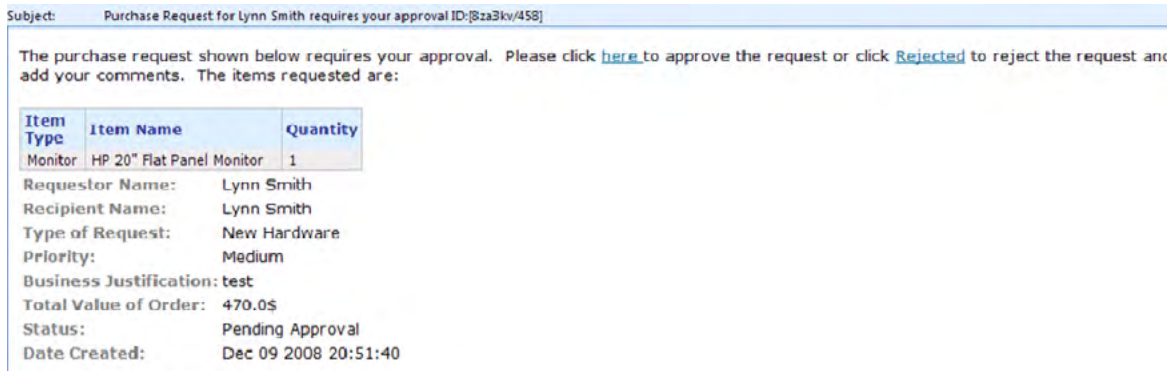 Subject: Purchase Request for Lynn Smith requires your approval ID:[8za3kv/458]
The purchase request shown below requires your approval. Please click here to approve the request or click Rejected to reject the request and
add your comments. The items requested are:
Item Type Item Name Quantity
Monitor HP 20" Flat Panel Monitor 1
Requestor Name: Lynn Smith
Recipient Name: Lynn Smith
Type of Request: New Hardware
Priority: Medium
Business Justification: test
Total Value of Order: 470.0$
Status: Pending Approval
Date Created: Dec 09 2008 20:51:40